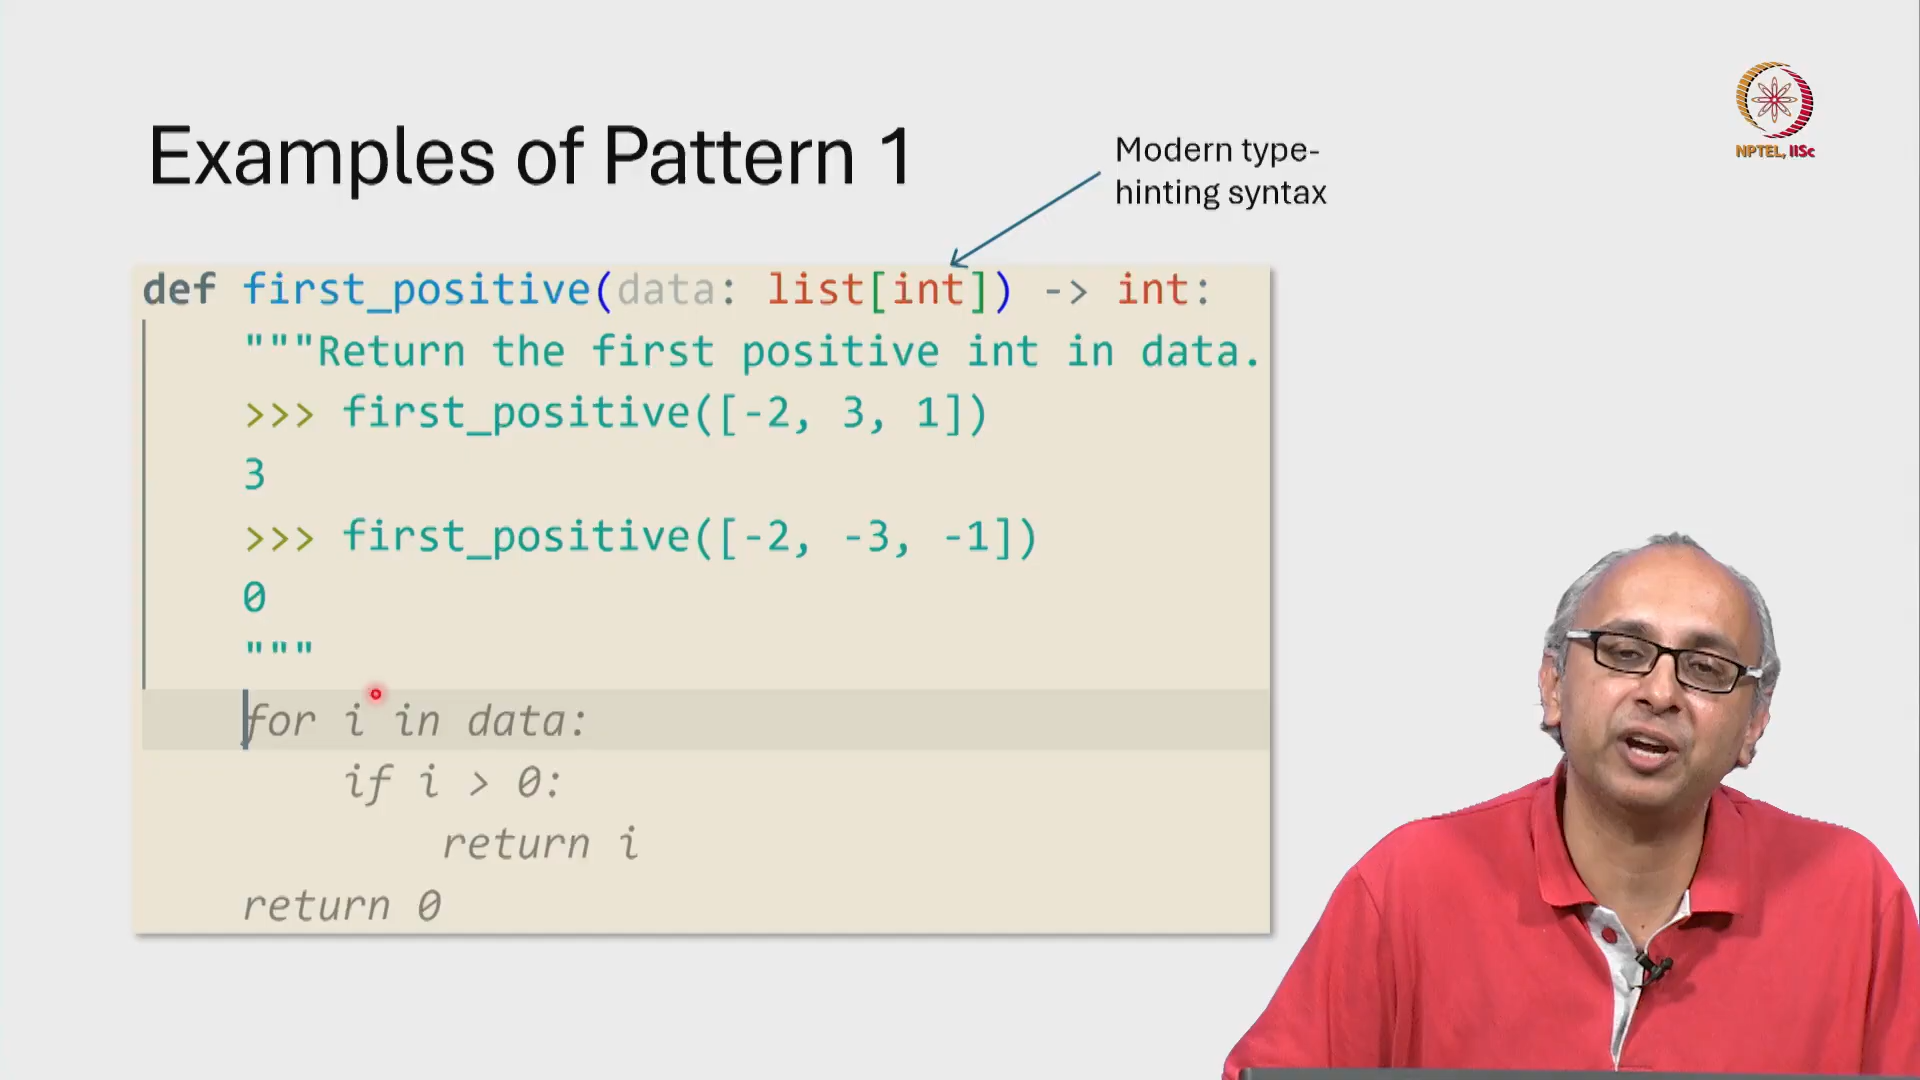 NPTEL, IISc
Examples of Pattern 1
Modern type-
hinting syntax
def first_positive(data: list[int]) -> int:
    """Return the first positive int in data.
    >>> first_positive([-2, 3, 1])
    3
    >>> first_positive([-2, -3, -1])
    0
    """
    for i in data:
        if i > 0:
            return i
    return 0